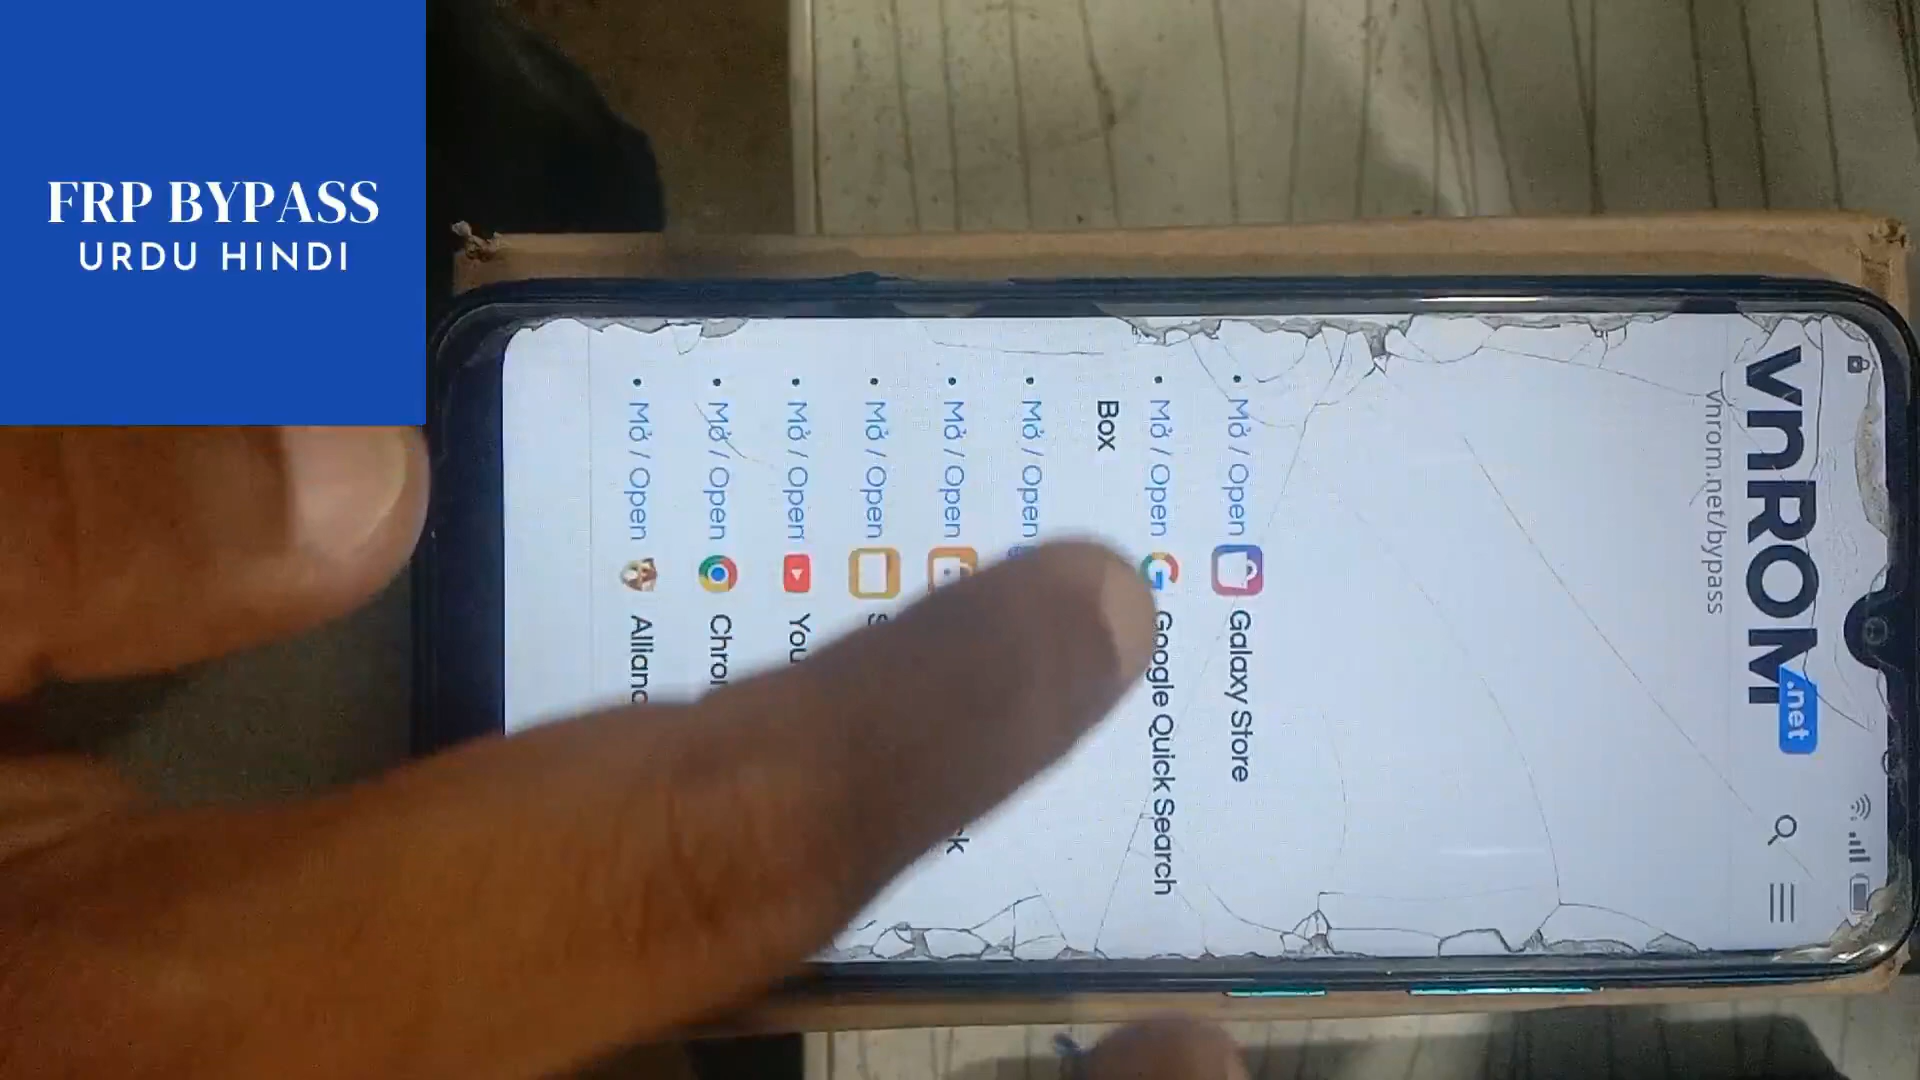 FRP BYPASS
URDU HINDI
vnROM.net
vnrom.net/bypass
• Mở / Open Galaxy Store
• Mở / Open Google Quick Search
Box
• Mở / Open
• Mở / Open
• Mở / Open
• Mở / Open
• Mở / Open
• Mở / Open